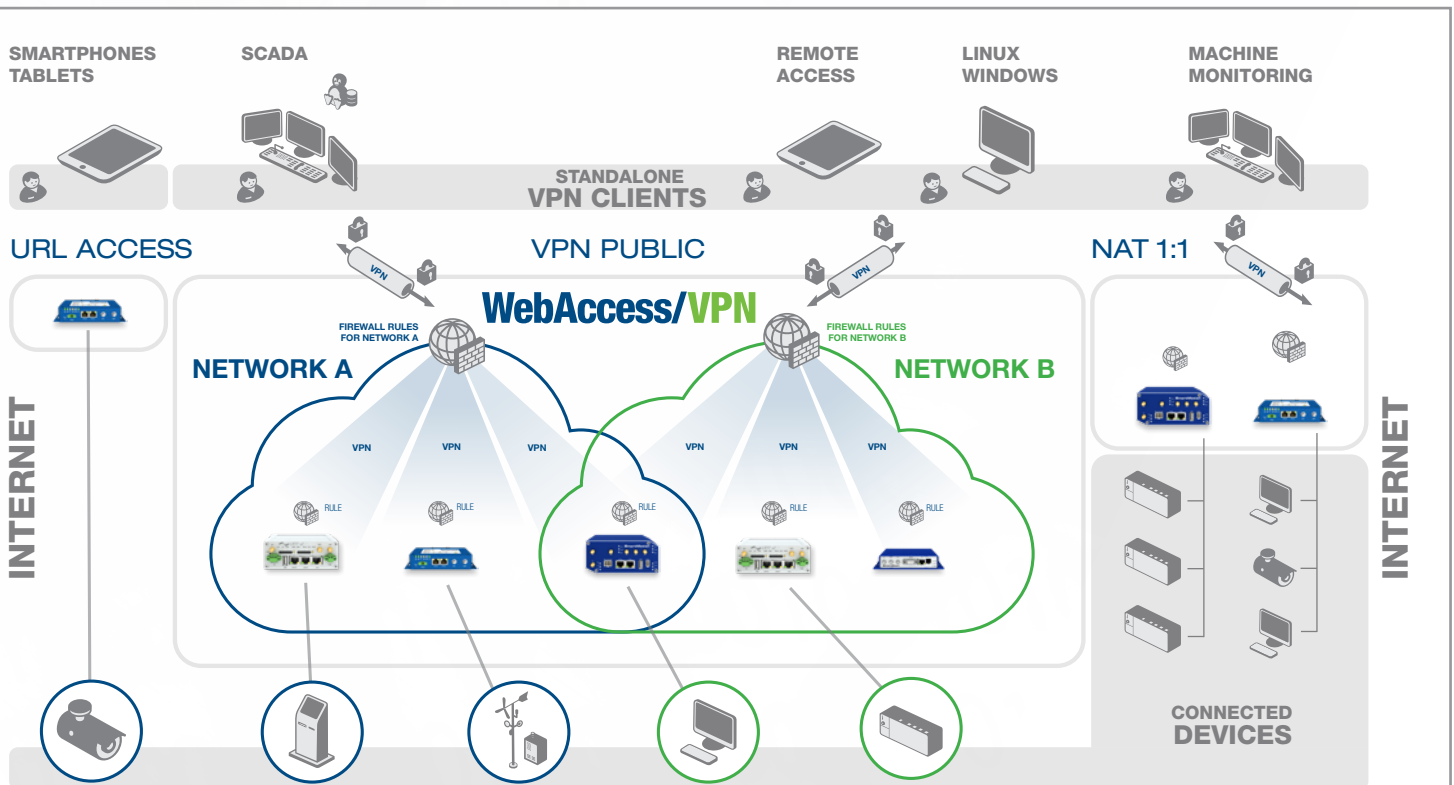 SMARTPHONES
TABLETS
SCADA
REMOTE
ACCESS
LINUX
WINDOWS
MACHINE
MONITORING
STANDALONE
VPN CLIENTS
URL ACCESS
VPN PUBLIC
NAT 1:1
VPN
VPN
VPN
WebAccess/VPN
FIREWALL RULES
FOR NETWORK A
FIREWALL RULES
FOR NETWORK B
NETWORK A
NETWORK B
INTERNET
INTERNET
VPN
VPN
VPN
VPN
VPN
VPN
RULE
RULE
RULE
RULE
RULE
CONNECTED
DEVICES